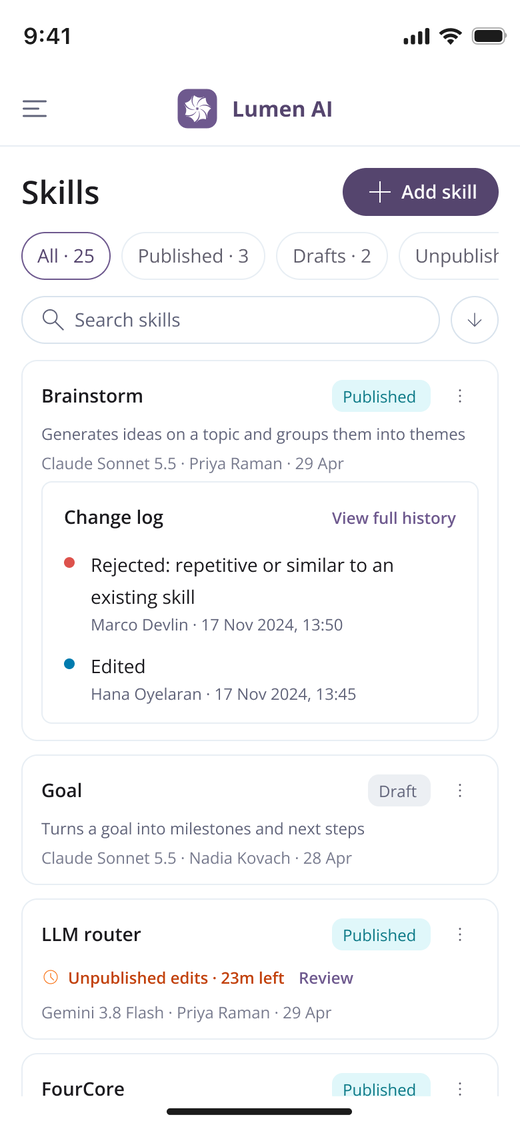 9:41
Lumen AI
Skills
Add skill
All · 25
Published · 3
Drafts · 2
Unpublish
Search skills
Brainstorm
Published
Generates ideas on a topic and groups them into themes
Claude Sonnet 5.5 · Priya Raman · 29 Apr
Change log
View full history
Rejected: repetitive or similar to an
existing skill
Marco Devlin · 17 Nov 2024, 13:50
Edited
Hana Oyelaran · 17 Nov 2024, 13:45
Goal
Draft
Turns a goal into milestones and next steps
Claude Sonnet 5.5 · Nadia Kovach · 28 Apr
LLM router
Published
Unpublished edits · 23m left
Review
Gemini 3.8 Flash · Priya Raman · 29 Apr
FourCore
Published